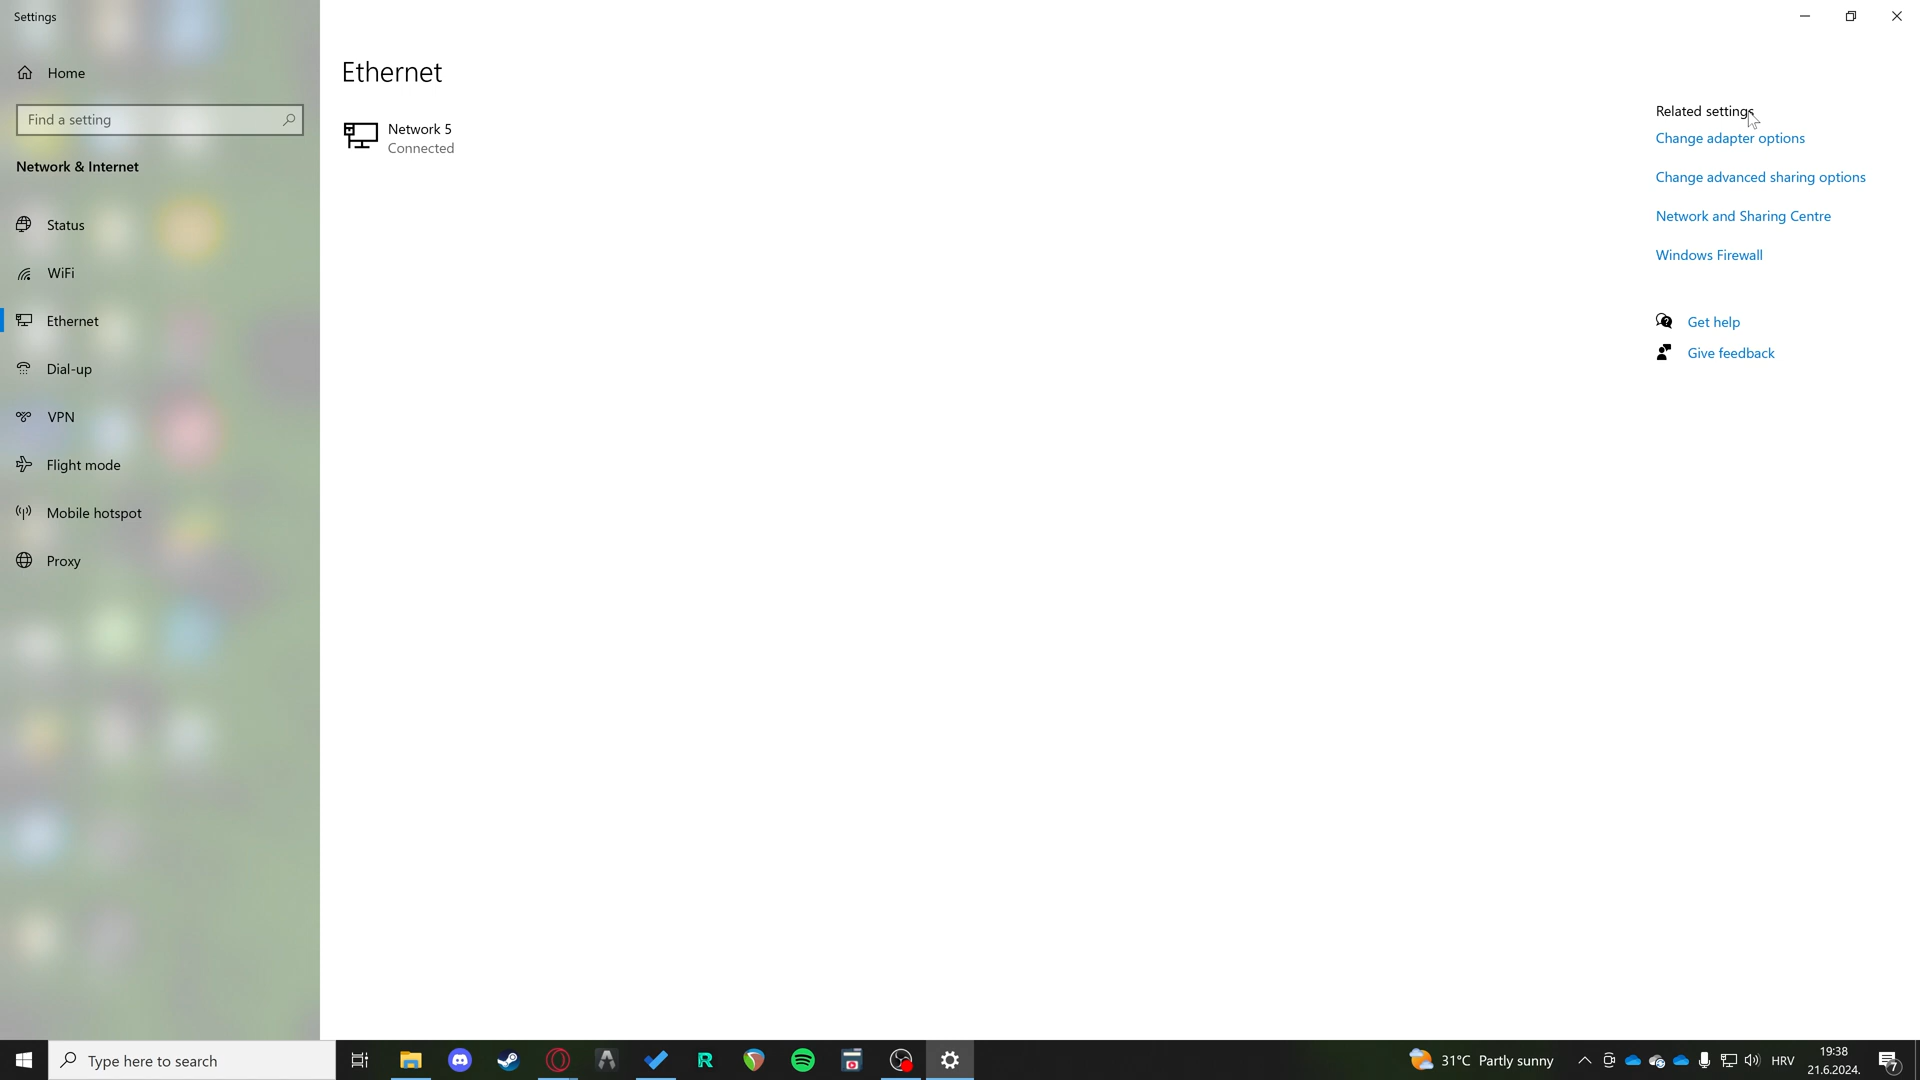 Settings
Home
Find a setting
Network & Internet
Status
WiFi
Ethernet
Dial-up
VPN
Flight mode
Mobile hotspot
Proxy
Ethernet
Network 5
Connected
Related settings
Change adapter options
Change advanced sharing options
Network and Sharing Centre
Windows Firewall
Get help
Give feedback
Type here to search
R
31°C Partly sunny
HRV
19:38
21.6.2024.
7